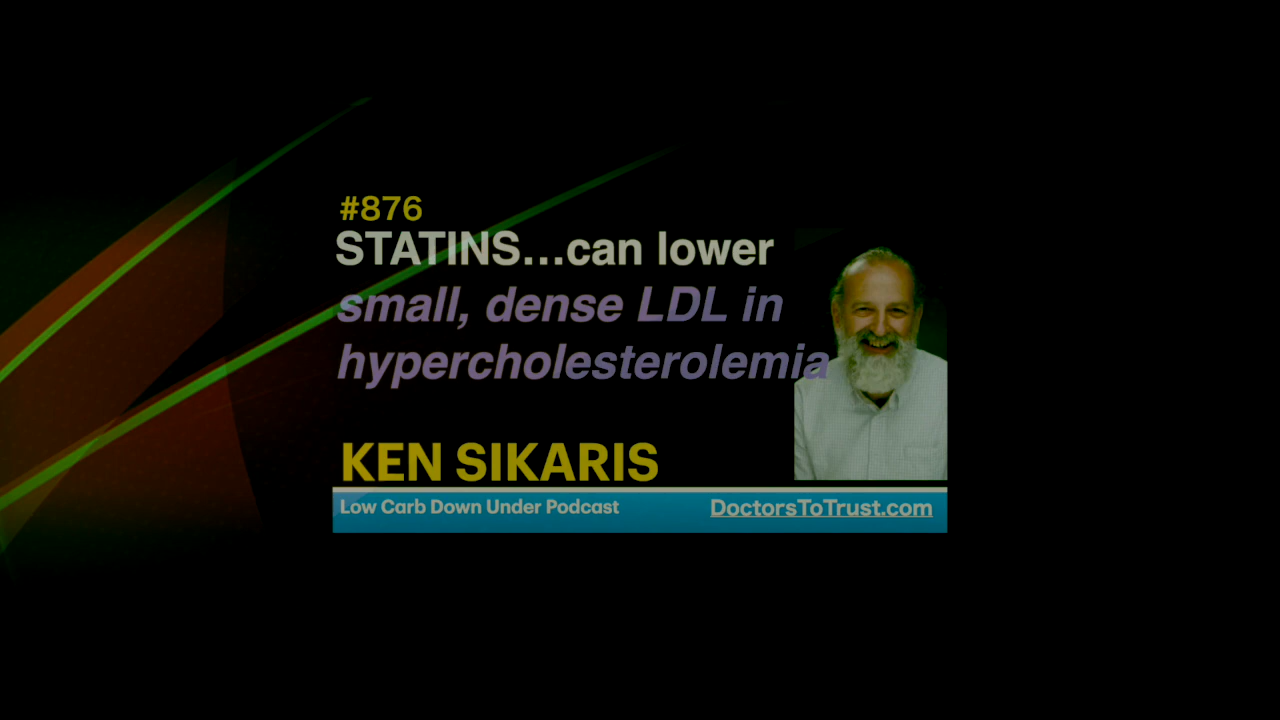 #876
STATINS...can lower
small, dense LDL in
hypercholesterolemia
KEN SIKARIS
Low Carb Down Under Podcast
DoctorsToTrust.com